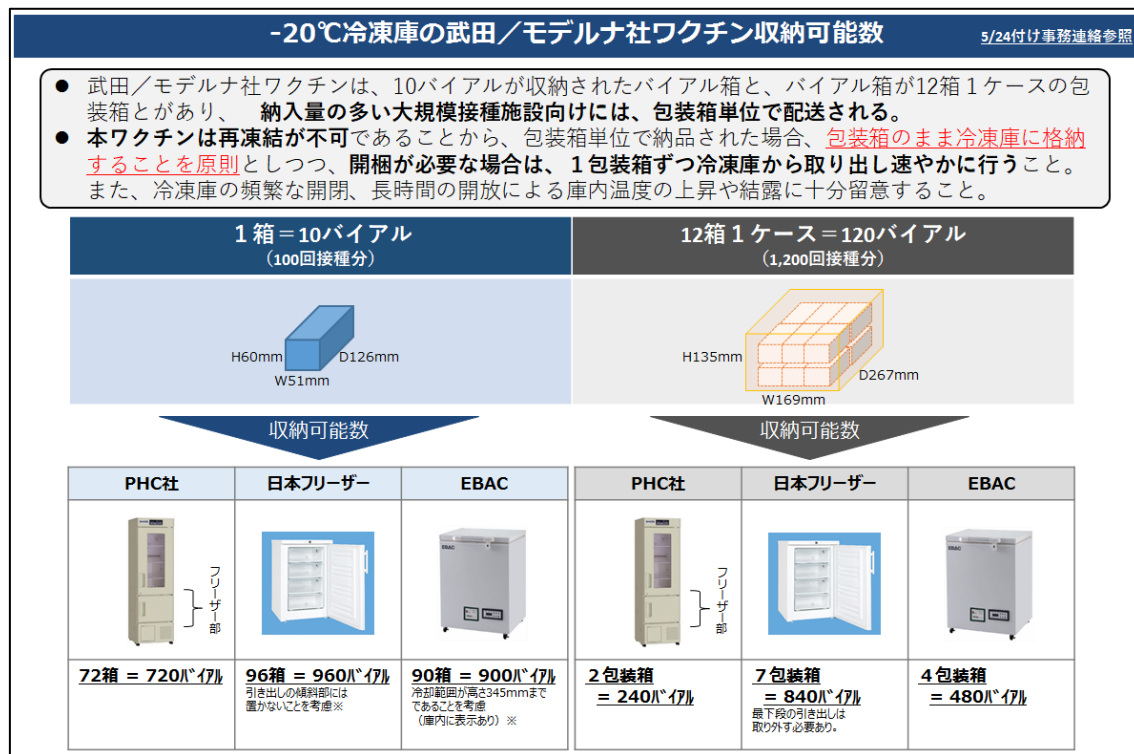 -20℃冷凍庫の武田／モデルナ社ワクチン収納可能数
5/24付け事務連絡参照
● 武田／モデルナ社ワクチンは、10バイアルが収納されたバイアル箱と、バイアル箱が12箱１ケースの包
装箱とがあり、 納入量の多い大規模接種施設向けには、包装箱単位で配送される。
● 本ワクチンは再凍結が不可であることから、包装箱単位で納品された場合、包装箱のまま冷凍庫に格納
することを原則としつつ、開梱が必要な場合は、１包装箱ずつ冷凍庫から取り出し速やかに行うこと。
また、冷凍庫の頻繁な開閉、長時間の開放による庫内温度の上昇や結露に十分留意すること。
１箱＝10バイアル
（100回接種分）
12箱１ケース＝120バイアル
（1,200回接種分）
H60mm
D126mm
W51mm
H135mm
D267mm
W169mm
収納可能数
収納可能数
PHC社
日本フリーザー
EBAC
PHC社
日本フリーザー
EBAC
フリーザー部
EBAC
フリーザー部
EBAC
72箱 = 720ﾊﾞｲｱﾙ
96箱 = 960ﾊﾞｲｱﾙ
引き出しの傾斜部には
置かないことを考慮※
90箱 = 900ﾊﾞｲｱﾙ
冷却範囲が高さ345mmまで
であることを考慮
（庫内に表示あり）※
２包装箱
= 240ﾊﾞｲｱﾙ
７包装箱
= 840ﾊﾞｲｱﾙ
最下段の引き出しは
取り外す必要あり。
４包装箱
= 480ﾊﾞｲｱﾙ